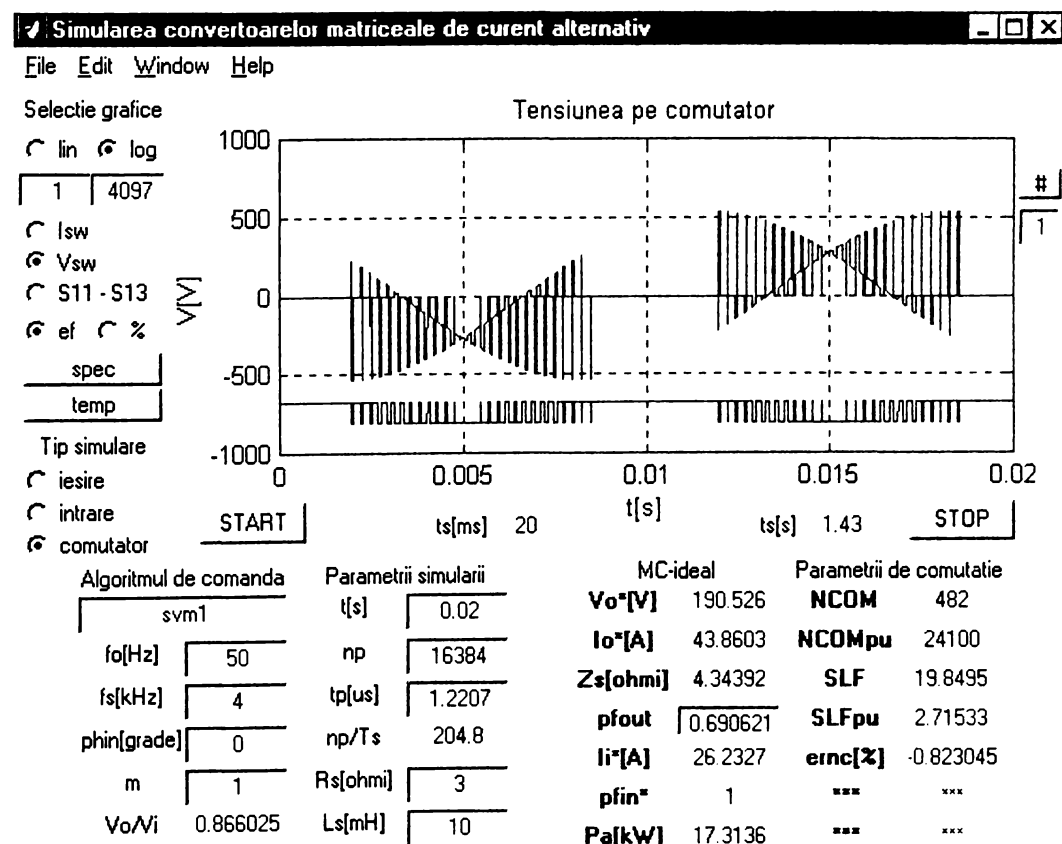 Simularea convertoarelor matriceale de curent alternativ
File Edit Window Help
Selectie grafice
lin log
1 4097
Isw
Vsw
S11 - S13
ef %
spec
temp
Tip simulare
iesire
intrare
comutator
Tensiunea pe comutator
V[V]
1000
500
0
-500
-1000
0 0.005 0.01 0.015 0.02
t[s]
#
1
START
ts[ms] 20
ts[s] 1.43
STOP
Algoritmul de comanda
svm1
fo[Hz] 50
fs[kHz] 4
phin[grade] 0
m 1
Vo/Vi 0.866025
Parametrii simularii
t[s] 0.02
np 16384
tp[us] 1.2207
np/Ts 204.8
Rs[ohmi] 3
Ls[mH] 10
MC-ideal
Vo*[V] 190.526
Io*[A] 43.8603
Zs[ohmi] 4.34392
pfout 0.690621
Ii*[A] 26.2327
pfin* 1
Pa[kW] 17.3136
Parametrii de comutatie
NCOM 482
NCOMpu 24100
SLF 19.8495
SLFpu 2.71533
ernc[%] -0.823045
*** ***
*** ***